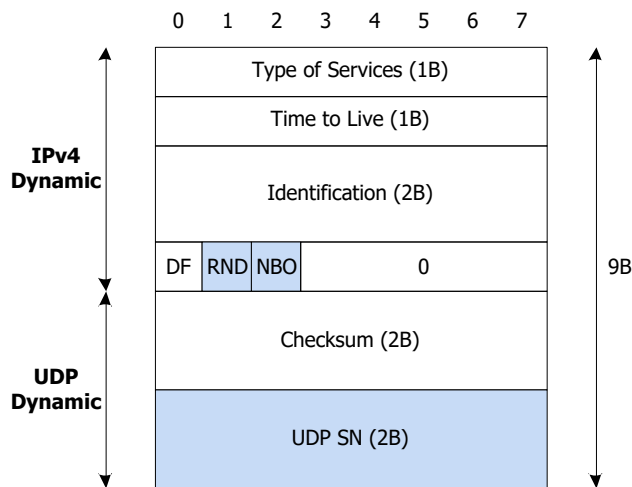 0 1 2 3 4 5 6 7
Type of Services (1B)
Time to Live (1B)
IPv4
Dynamic
Identification (2B)
DF RND NBO 0
9B
Checksum (2B)
UDP
Dynamic
UDP SN (2B)